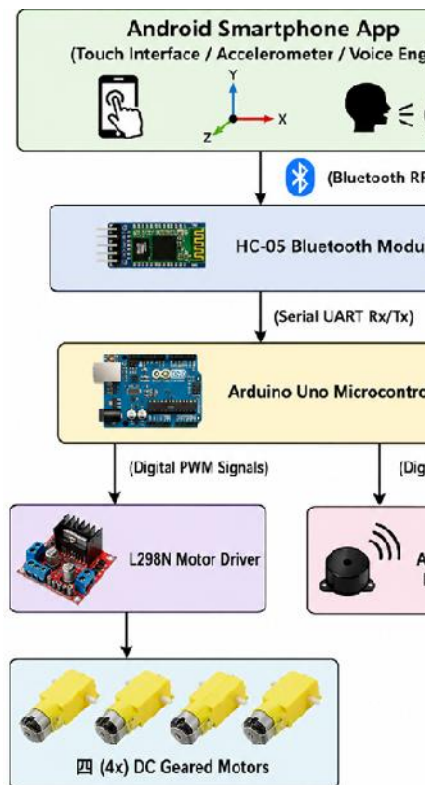 Android Smartphone App
(Touch Interface / Accelerometer / Voice Eng
Y
X
Z
(Bluetooth RF
HC-05 Bluetooth Modu
(Serial UART Rx/Tx)
Arduino Uno Microcontro
(Digital PWM Signals)
(Dig
L298N Motor Driver
A
四 (4x) DC Geared Motors